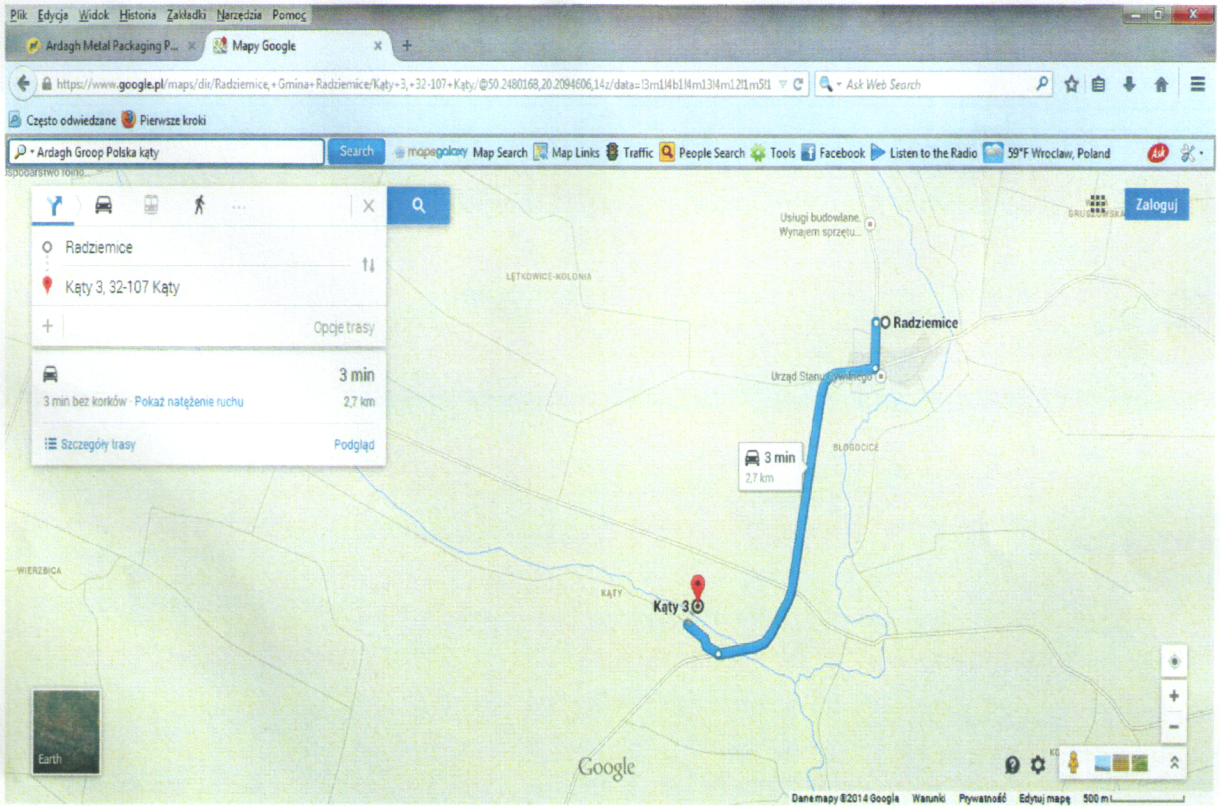 Plik Edycja Widok Historia Zakładki Narzędzia Pomoc
Ardagh Metal Packaging P... × Mapy Google × +
https://www.google.pl/maps/dir/Radziemice,+Gmina+Radziemice/Kąty+3,+32-107+Kąty/@50.2480168,20.2094606,14z/data=!3m1!4b1!4m13!4m12!1m5!1 Ask Web Search
Często odwiedzane Pierwsze kroki
Ardagh Groop Polska kąty Search mapsgalaxy Map Search Map Links Traffic People Search Tools Facebook Listen to the Radio 59°F Wroclaw, Poland Ask
Zaloguj
Radziemice
Kąty 3, 32-107 Kąty
Opcje trasy
3 min
3 min bez korków · Pokaż natężenie ruchu 2,7 km
Szczegóły trasy Podgląd
Usługi budowlane.
Wynajem sprzętu...
ŁĘTKOWICE-KOLONIA
Radziemice
Urząd Stanu Cywilnego
BŁOGOCICE
3 min
2,7 km
WIERZBICA
KĄTY
Kąty 3
Earth
Google
Dane mapy ©2014 Google Warunki Prywatność Edytuj mapę 500 m